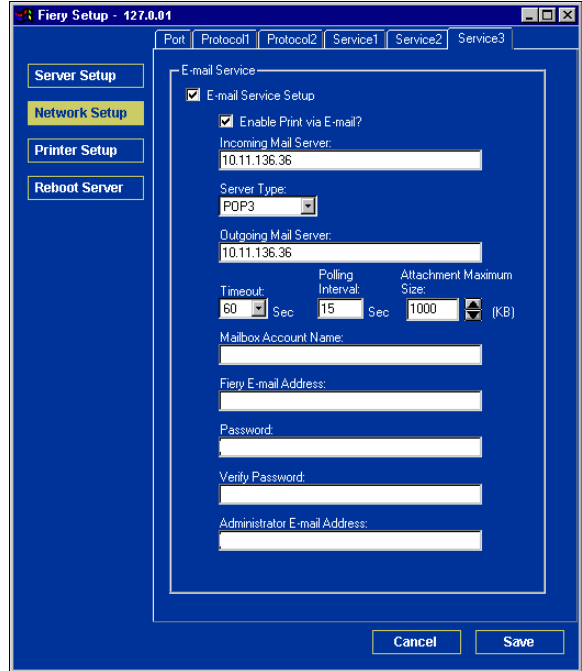 Fiery Setup - 127.0.01
Port Protocol1 Protocol2 Service1 Service2 Service3
Server Setup
Network Setup
Printer Setup
Reboot Server
E-mail Service
E-mail Service Setup
Enable Print via E-mail?
Incoming Mail Server:
10.11.136.36
Server Type:
POP3
Outgoing Mail Server:
10.11.136.36
Timeout:
60 Sec
Polling
Interval:
15 Sec
Attachment Maximum
Size:
1000 (KB)
Mailbox Account Name:
Fiery E-mail Address:
Password:
Verify Password:
Administrator E-mail Address:
Cancel Save